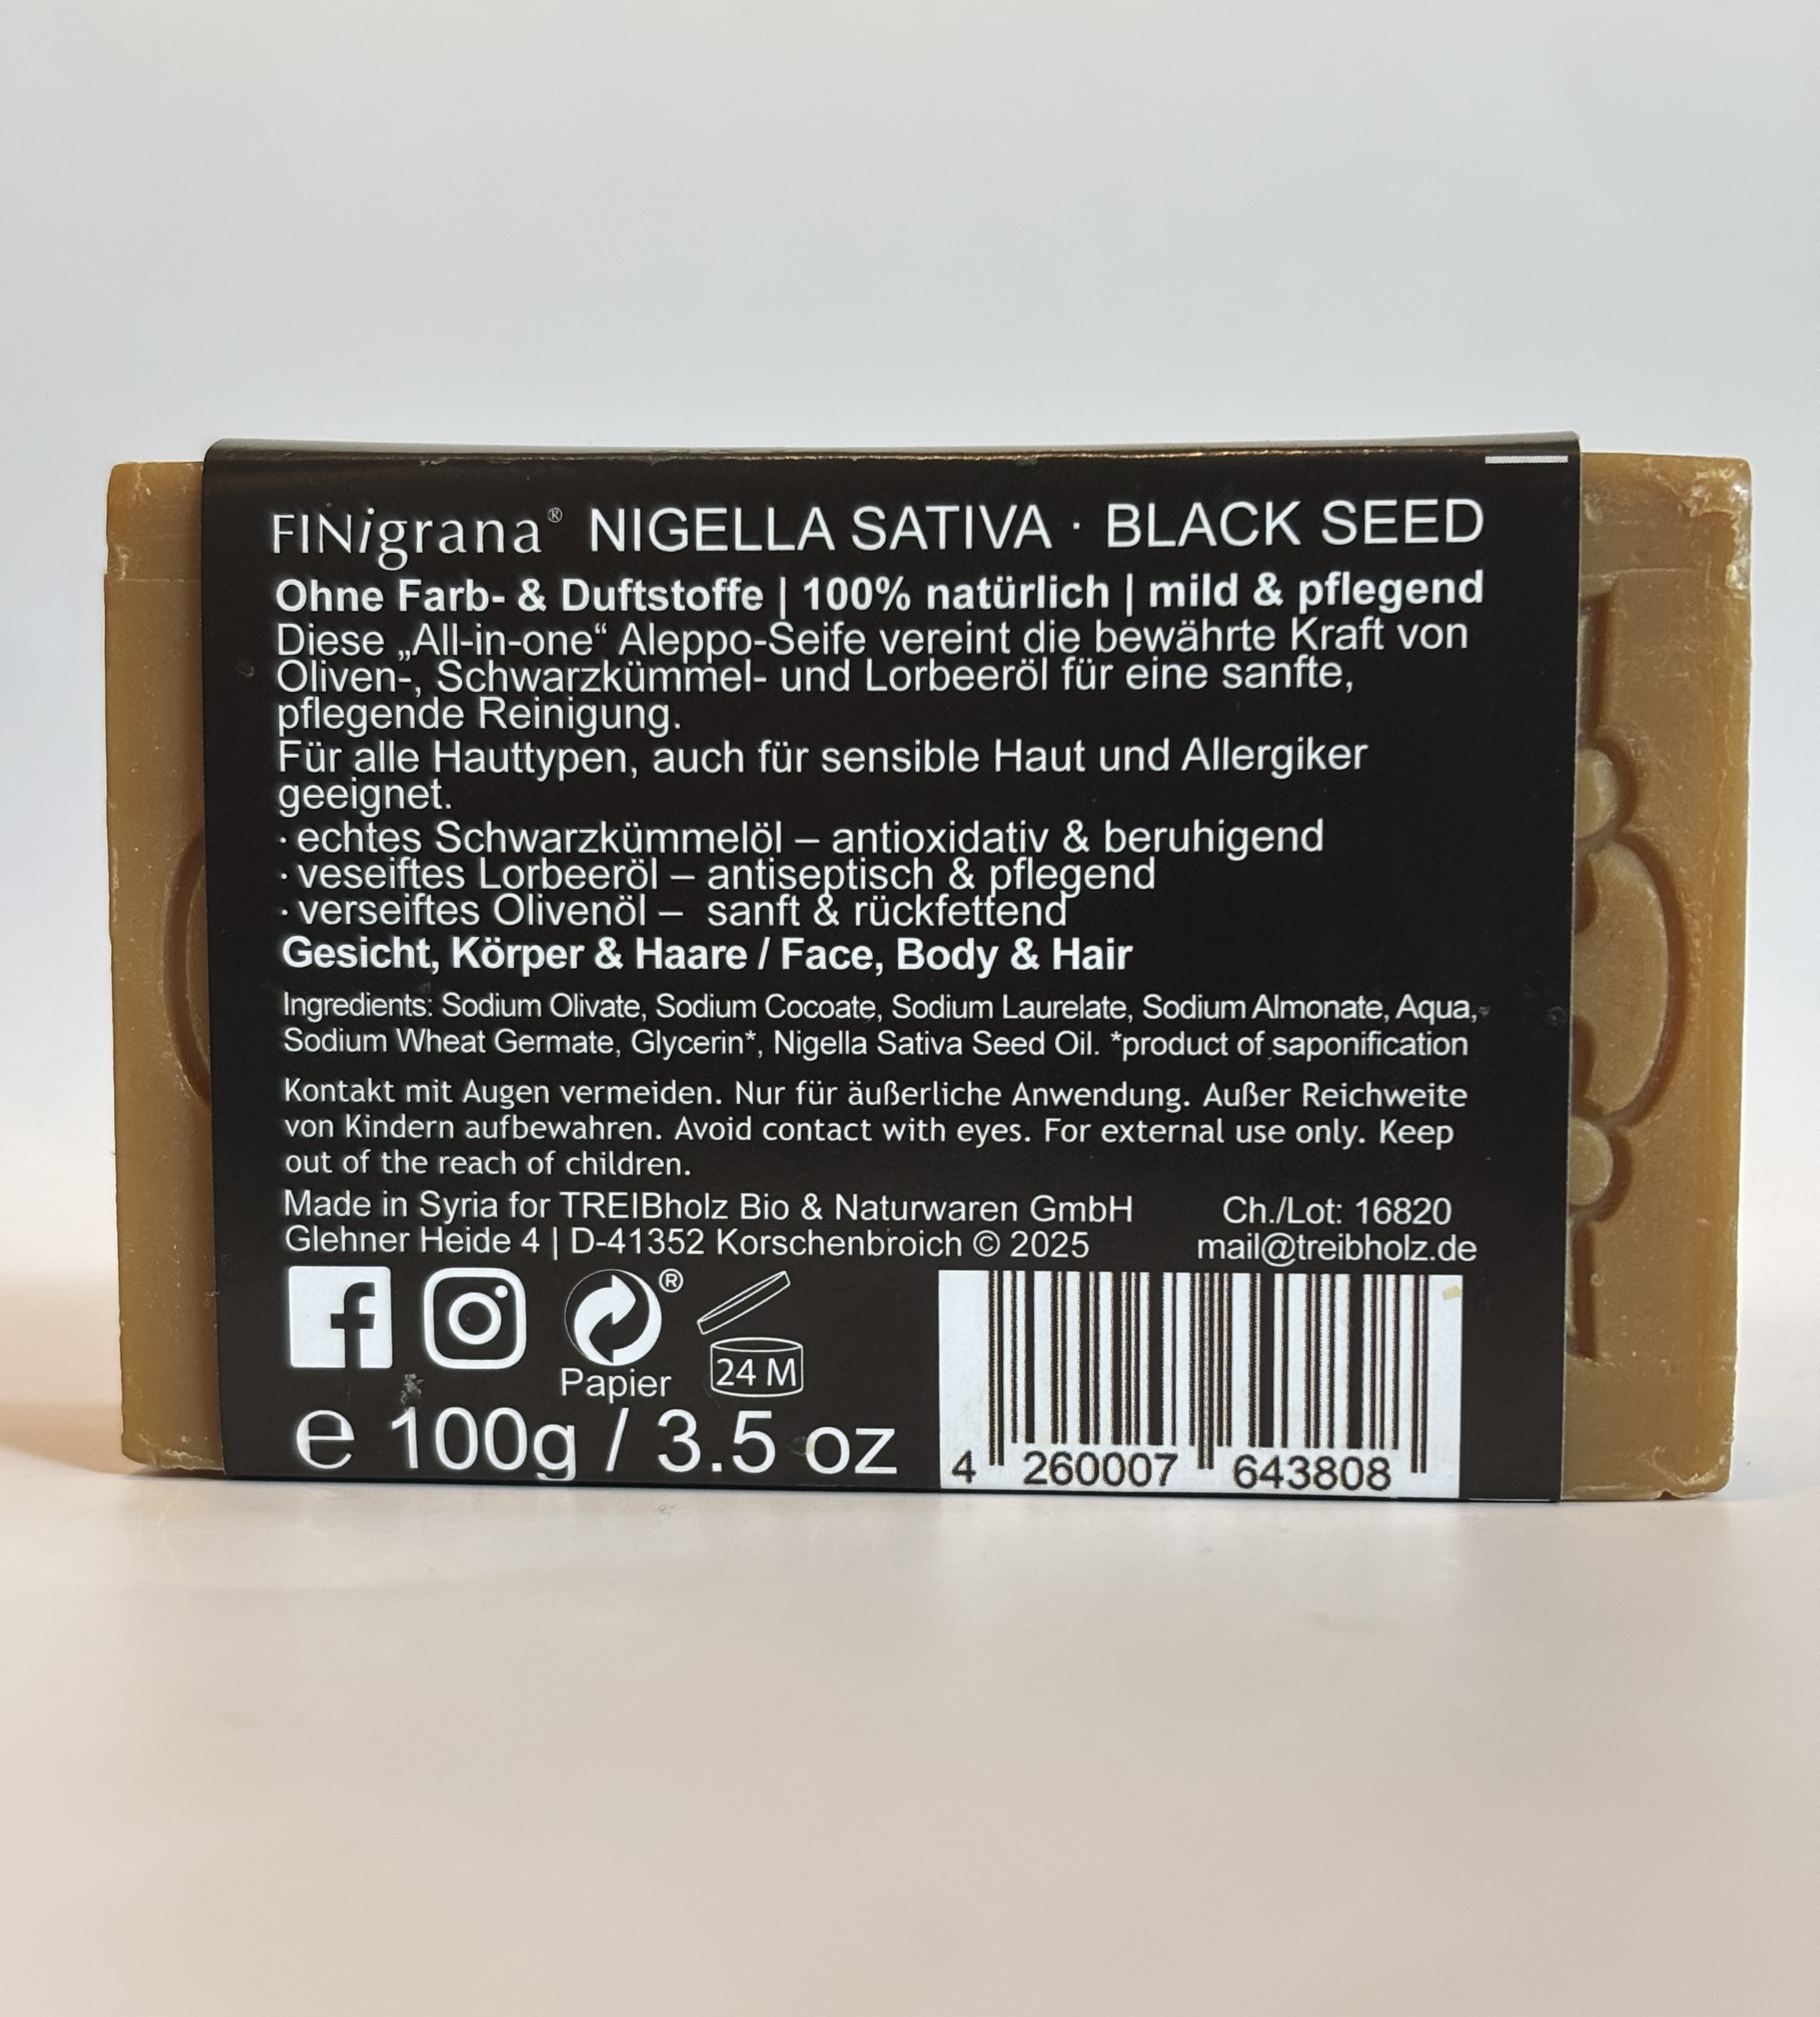 FINigrana® NIGELLA SATIVA · BLACK SEED
Ohne Farb- & Duftstoffe | 100% natürlich | mild & pflegend
Diese „All-in-one“ Aleppo-Seife vereint die bewährte Kraft von
Oliven-, Schwarzkümmel- und Lorbeeröl für eine sanfte,
pflegende Reinigung.
Für alle Hauttypen, auch für sensible Haut und Allergiker
geeignet.
· echtes Schwarzkümmelöl – antioxidativ & beruhigend
· veseiftes Lorbeeröl – antiseptisch & pflegend
· verseiftes Olivenöl – sanft & rückfettend
Gesicht, Körper & Haare / Face, Body & Hair
Ingredients: Sodium Olivate, Sodium Cocoate, Sodium Laurelate, Sodium Almonate, Aqua,
Sodium Wheat Germate, Glycerin*, Nigella Sativa Seed Oil. *product of saponification
Kontakt mit Augen vermeiden. Nur für äußerliche Anwendung. Außer Reichweite
von Kindern aufbewahren. Avoid contact with eyes. For external use only. Keep
out of the reach of children.
Made in Syria for TREIBholz Bio & Naturwaren GmbH Ch./Lot: 16820
Glehner Heide 4 | D-41352 Korschenbroich © 2025 mail@treibholz.de
®
Papier 24 M
e 100g / 3.5 oz
4 260007 643808